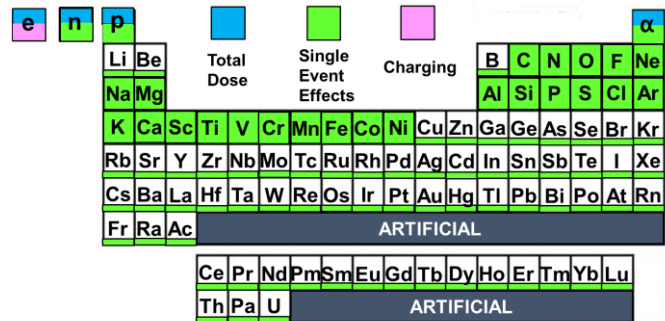 e n p α
Total Dose
Single Event Effects
Charging
Li Be B C N O F Ne
Na Mg Al Si P S Cl Ar
K Ca Sc Ti V Cr Mn Fe Co Ni Cu Zn Ga Ge As Se Br Kr
Rb Sr Y Zr Nb Mo Tc Ru Rh Pd Ag Cd In Sn Sb Te I Xe
Cs Ba La Hf Ta W Re Os Ir Pt Au Hg Tl Pb Bi Po At Rn
Fr Ra Ac ARTIFICIAL
Ce Pr Nd Pm Sm Eu Gd Tb Dy Ho Er Tm Yb Lu
Th Pa U ARTIFICIAL